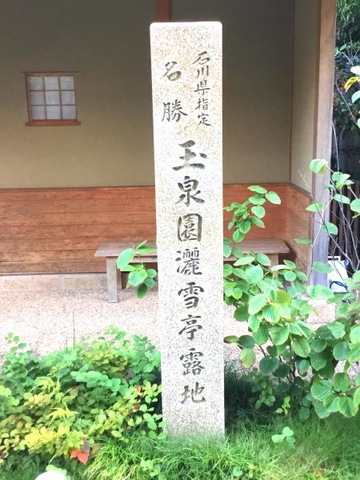 石川県指定
名勝
玉泉園灑雪亭露地